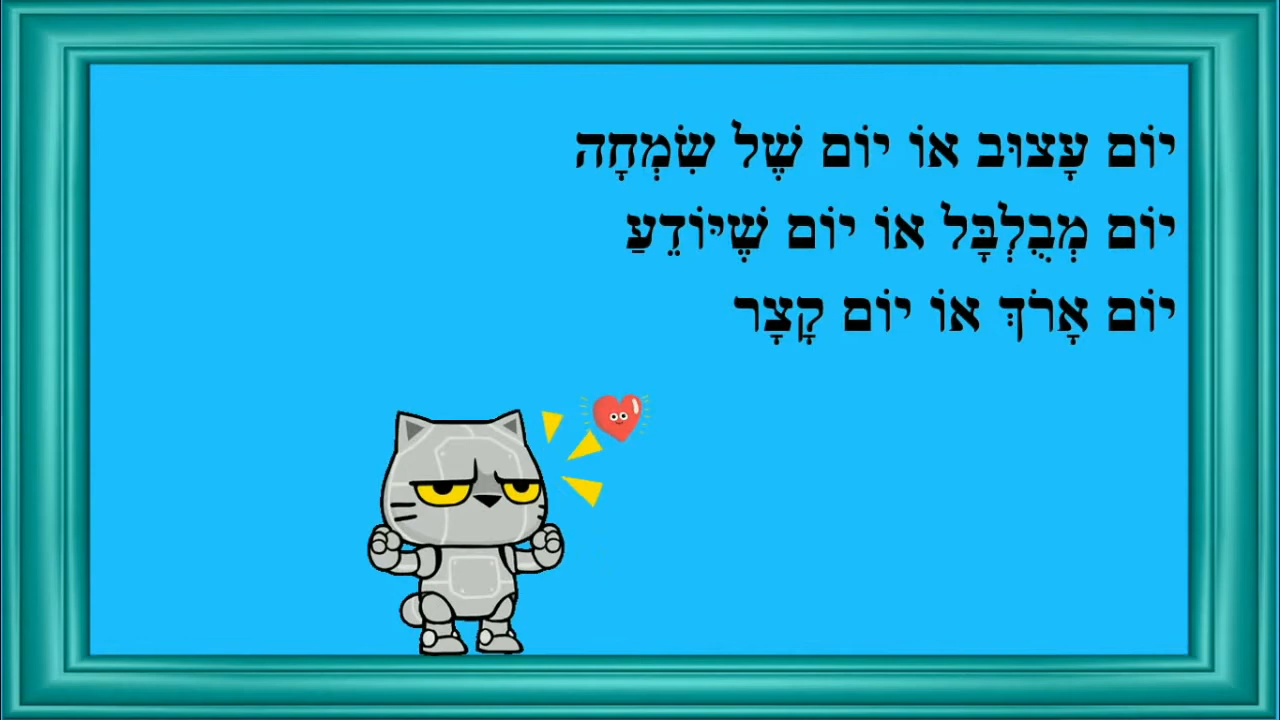 יוֹם עָצוּב אוֹ יוֹם שֶׁל שִׂמְחָה
יוֹם מְבֻלְבָּל אוֹ יוֹם שֶׁיּוֹדֵעַ
יוֹם אָרֹךְ אוֹ יוֹם קָצָר